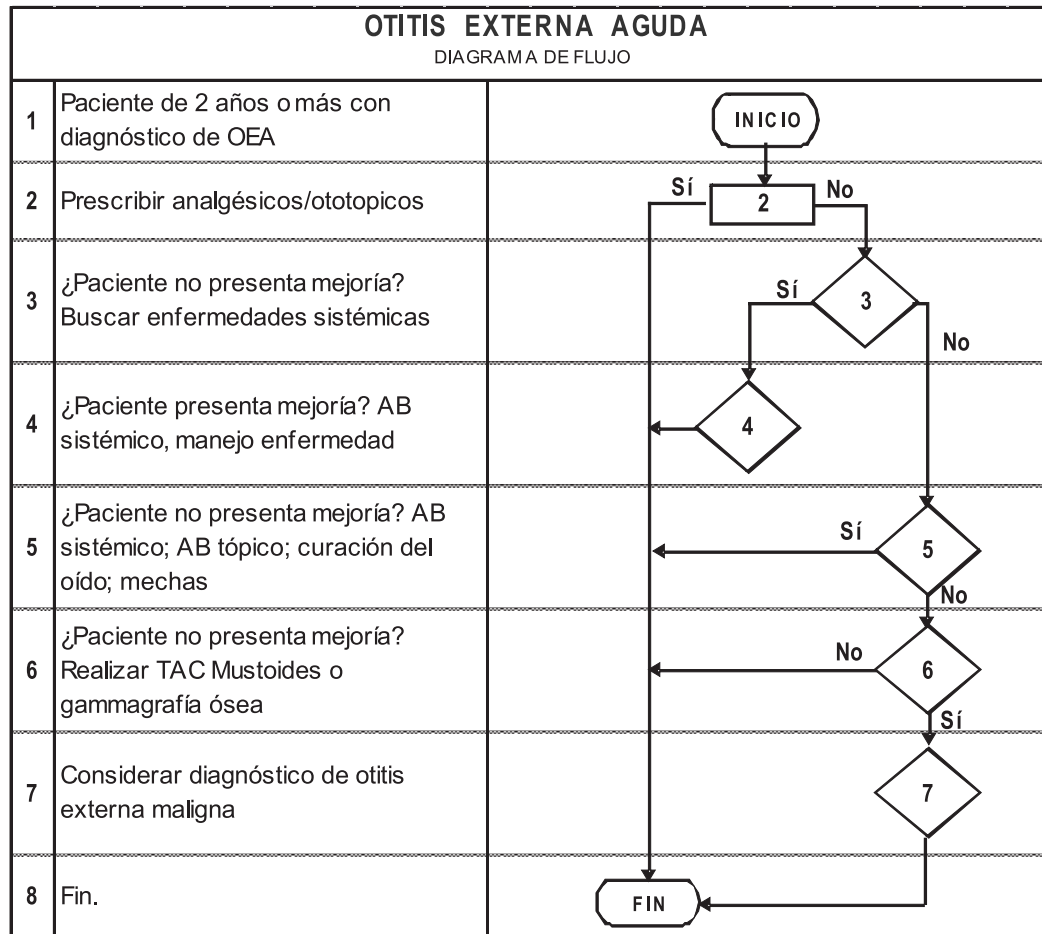 OTITIS EXTERNA AGUDA
DIAGRAMA DE FLUJO
1
Paciente de 2 años o más con
diagnóstico de OEA
INICIO
2
Prescribir analgésicos/ototopicos
Sí
2
No
3
¿Paciente no presenta mejoría?
Buscar enfermedades sistémicas
Sí
3
No
4
¿Paciente presenta mejoría? AB
sistémico, manejo enfermedad
4
5
¿Paciente no presenta mejoría? AB
sistémico; AB tópico; curación del
oído; mechas
Sí
5
No
6
¿Paciente no presenta mejoría?
Realizar TAC Mustoides o
gammagrafía ósea
No
6
Sí
7
Considerar diagnóstico de otitis
externa maligna
7
8
Fin.
FIN